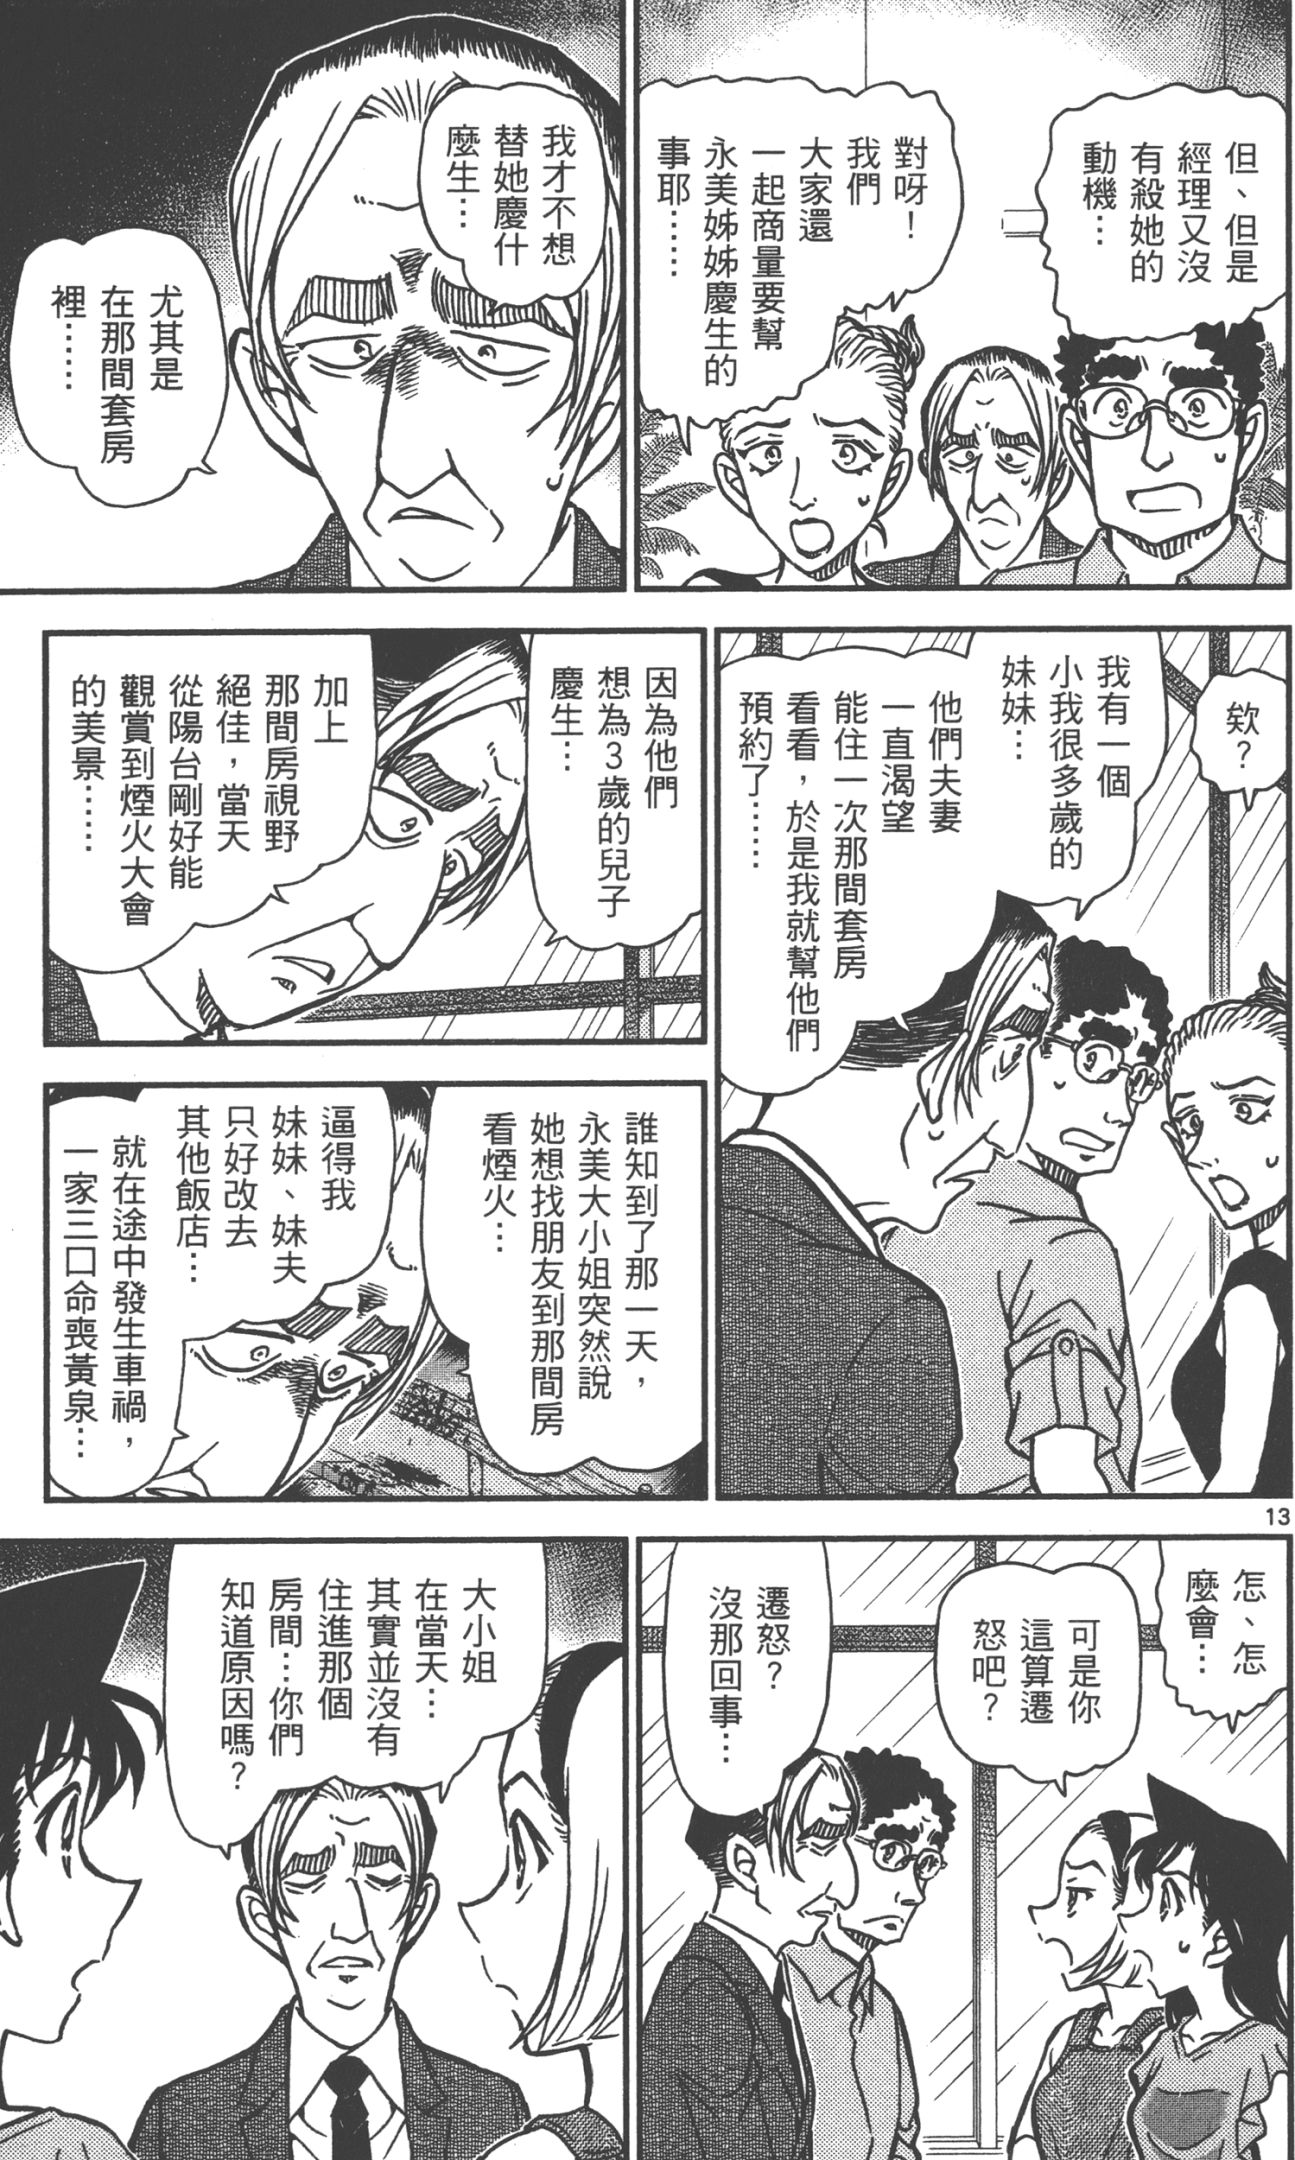 但、但是
經理又沒
有殺她的
動機…
對呀！
我們
大家還
一起商量要幫
永美姊姊慶生的
事耶……
我才不想
替她慶什
麼生…
尤其是
在那間套房
裡……
欸？
我有一個
小我很多歲的
妹妹…
他們夫妻
一直渴望
能住一次那間套房
看看，於是我就幫他們
預約了……
因為他們
想為3歲的兒子
慶生…
加上
那間房視野
絕佳，當天
從陽台剛好能
觀賞到煙火大會
的美景……
誰知到了那一天，
永美大小姐突然說
她想找朋友到那間房
看煙火…
逼得我
妹妹、妹夫
只好改去
其他飯店…
就在途中發生車禍，
一家三口命喪黃泉…
13
怎、怎
麼會…
可是你
這算遷
怒吧？
遷怒？
沒那回事…
大小姐
在當天…
其實並沒有
住進那個
房間…你們
知道原因嗎？